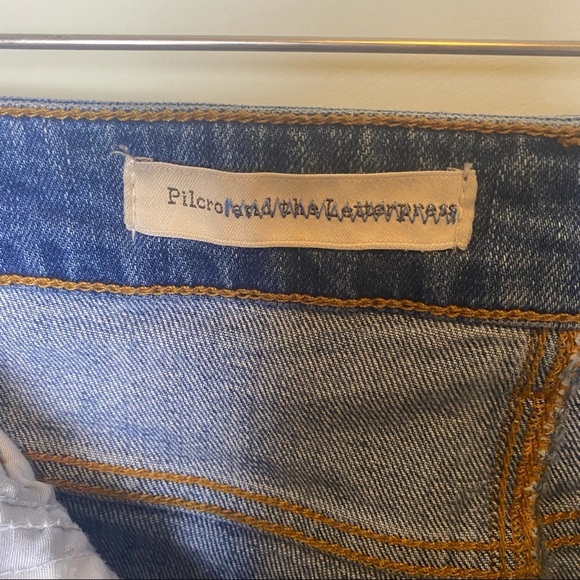 Pilcro and the Letterpress